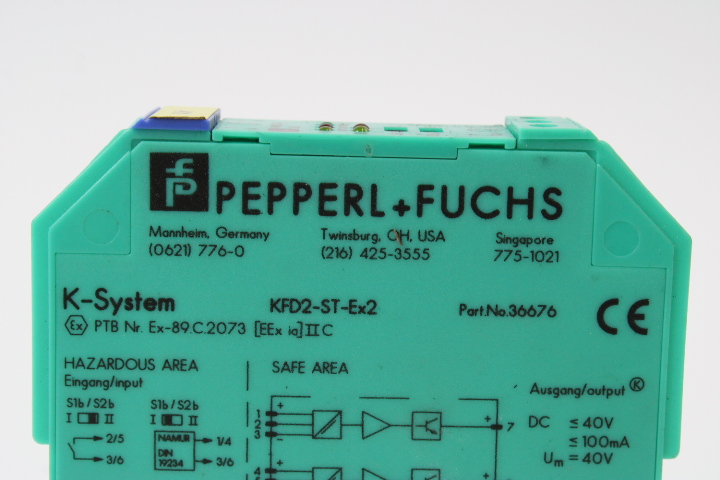 PEPPERL+FUCHS
Mannheim, Germany
(0621) 776-0
Twinsburg, OH, USA
(216) 425-3555
Singapore
775-1021
K-System
KFD2-ST-Ex2
Part.No.36676
CE
Ex PTB Nr. Ex-89.C.2073 [EEx ia] II C
HAZARDOUS AREA
Eingang/input
SAFE AREA
Ausgang/output Ⓚ
S1b/S2b
I II
2/5
3/6
S1b/S2b
I II
NAMUR
DIN
19234
1/4
3/6
+
1
2
3
−
+
7
DC ≤ 40V
≤ 100mA
Um = 40V
4
5
+